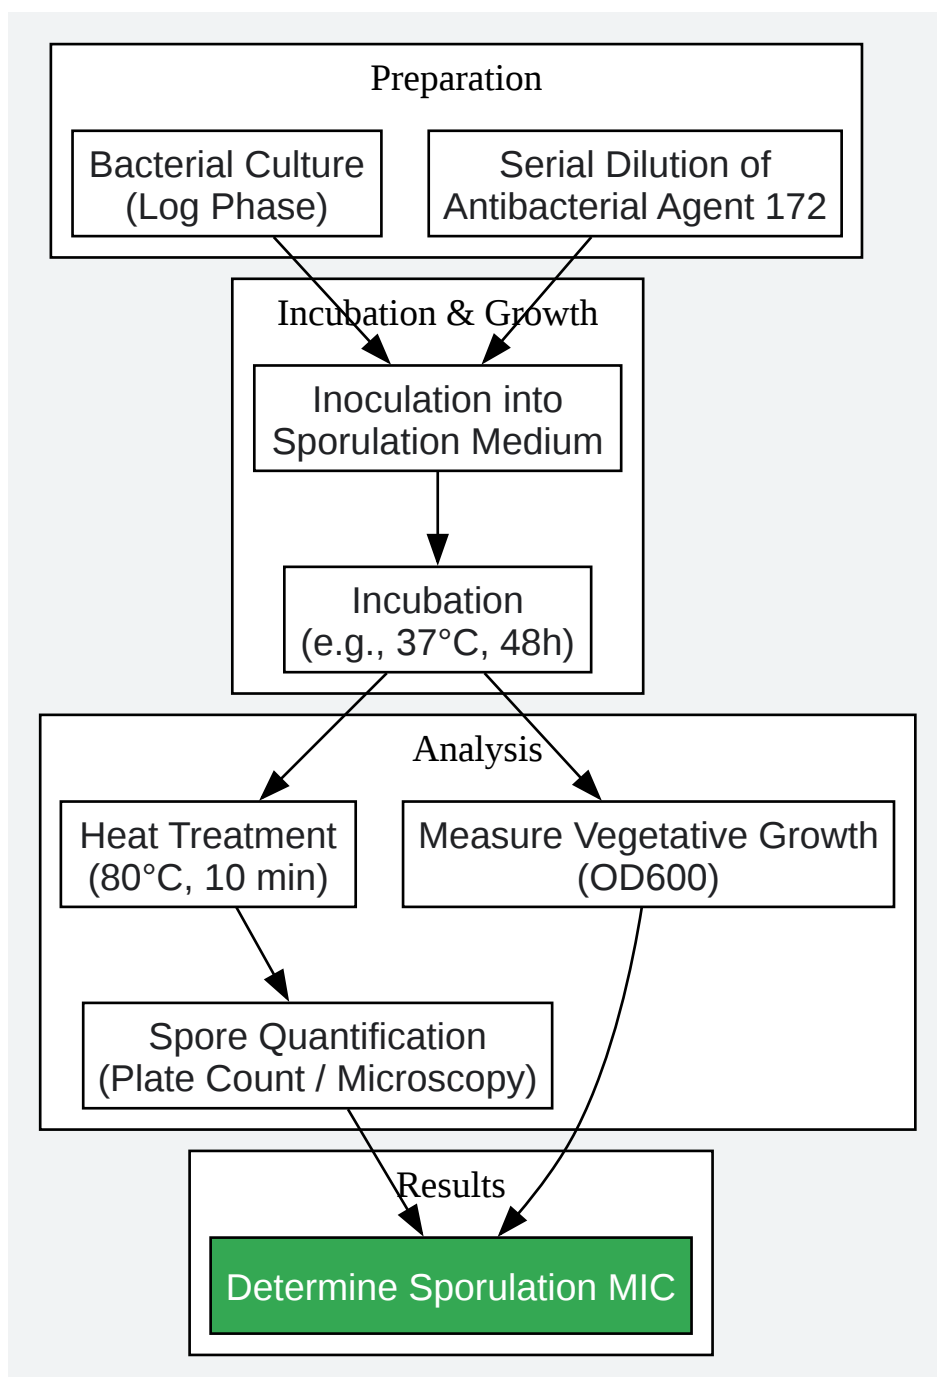 Preparation
Bacterial Culture
(Log Phase)
Serial Dilution of
Antibacterial Agent 172
Incubation & Growth
Inoculation into
Sporulation Medium
Incubation
(e.g., 37°C, 48h)
Analysis
Heat Treatment
(80°C, 10 min)
Measure Vegetative Growth
(OD600)
Spore Quantification
(Plate Count / Microscopy)
Results
Determine Sporulation MIC